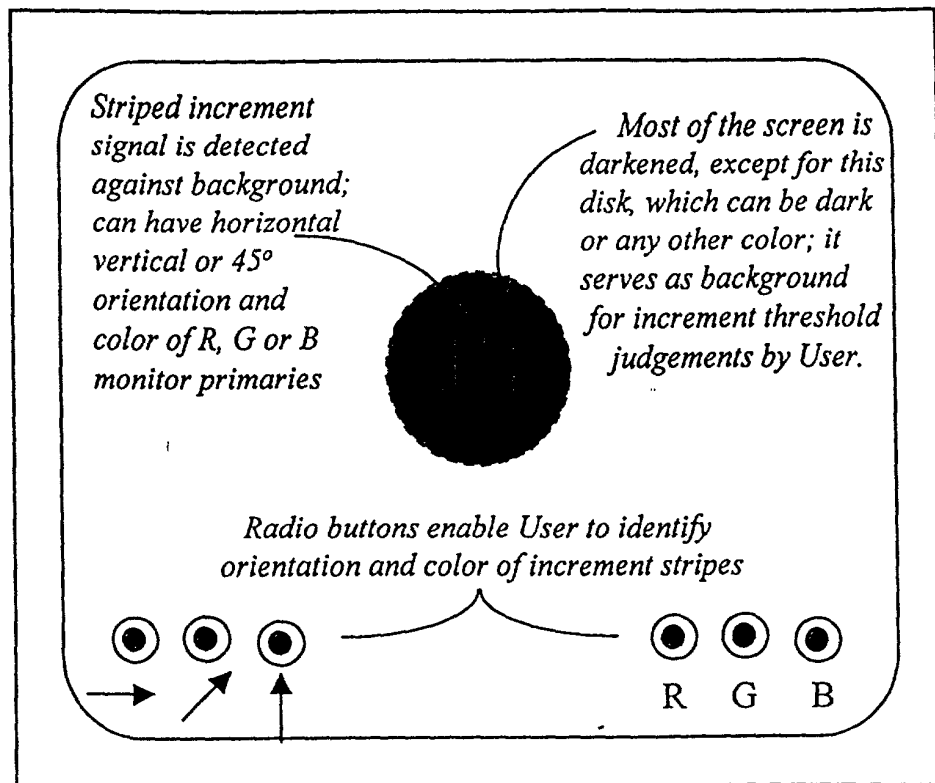 Striped increment
signal is detected
against background;
can have horizontal
vertical or 45º
orientation and
color of R, G or B
monitor primaries
Most of the screen is
darkened, except for this
disk, which can be dark
or any other color; it
serves as background
for increment threshold
judgements by User.
Radio buttons enable User to identify
orientation and color of increment stripes
R G B